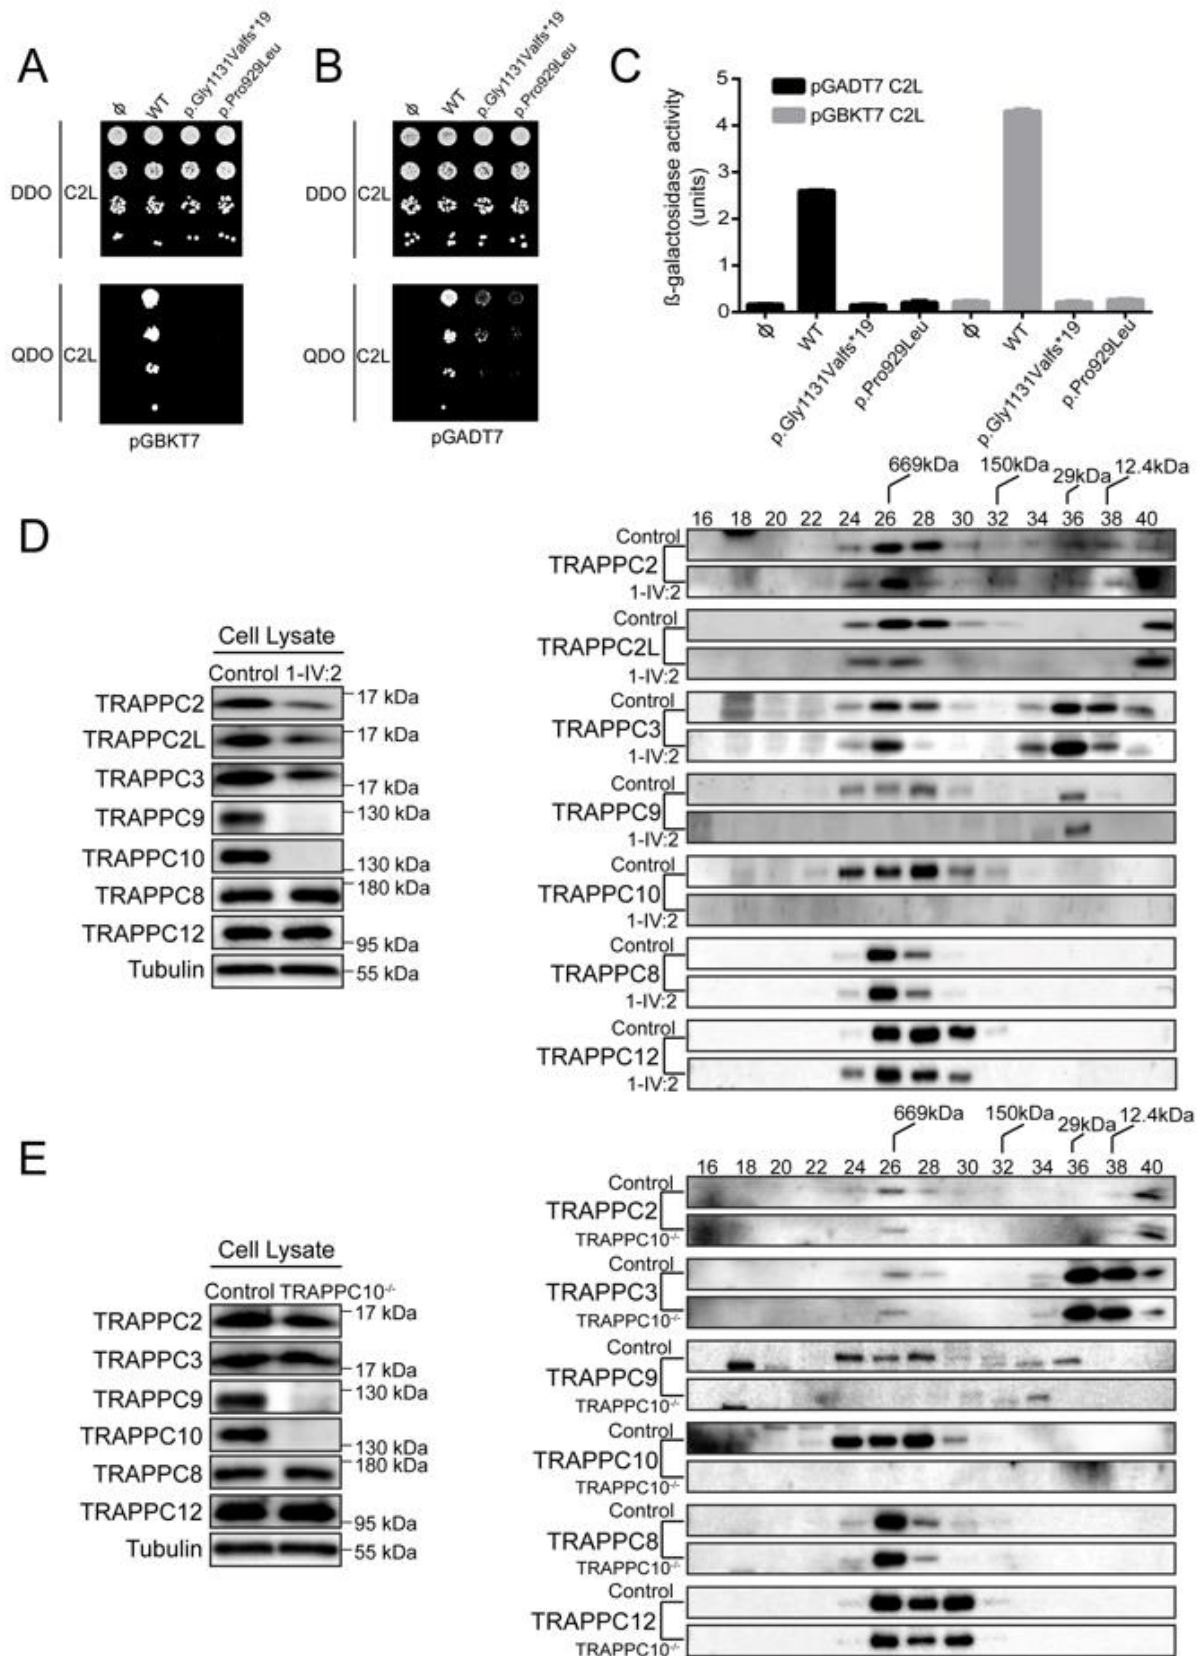 A
ϕ WT p.Gly1131Valfs*19 p.Pro929Leu
DDO C2L
QDO C2L
pGBKT7
B
ϕ WT p.Gly1131Valfs*19 p.Pro929Leu
DDO C2L
QDO C2L
pGADT7
C
ß-galactosidase activity
(units)
5
4
3
2
1
0
pGADT7 C2L
pGBKT7 C2L
ϕ WT p.Gly1131Valfs*19 p.Pro929Leu ϕ WT p.Gly1131Valfs*19 p.Pro929Leu
D
Cell Lysate
Control 1-IV:2
TRAPPC2 17 kDa
TRAPPC2L 17 kDa
TRAPPC3 17 kDa
TRAPPC9 130 kDa
TRAPPC10 130 kDa
TRAPPC8 180 kDa
TRAPPC12 95 kDa
Tubulin 55 kDa
669kDa 150kDa 29kDa 12.4kDa
16 18 20 22 24 26 28 30 32 34 36 38 40
Control
TRAPPC2
1-IV:2
Control
TRAPPC2L
1-IV:2
Control
TRAPPC3
1-IV:2
Control
TRAPPC9
1-IV:2
Control
TRAPPC10
1-IV:2
Control
TRAPPC8
1-IV:2
Control
TRAPPC12
1-IV:2
E
Cell Lysate
Control TRAPPC10-/-
TRAPPC2 17 kDa
TRAPPC3 17 kDa
TRAPPC9 130 kDa
TRAPPC10 130 kDa
TRAPPC8 180 kDa
TRAPPC12 95 kDa
Tubulin 55 kDa
669kDa 150kDa 29kDa 12.4kDa
16 18 20 22 24 26 28 30 32 34 36 38 40
Control
TRAPPC2
TRAPPC10-/-
Control
TRAPPC3
TRAPPC10-/-
Control
TRAPPC9
TRAPPC10-/-
Control
TRAPPC10
TRAPPC10-/-
Control
TRAPPC8
TRAPPC10-/-
Control
TRAPPC12
TRAPPC10-/-